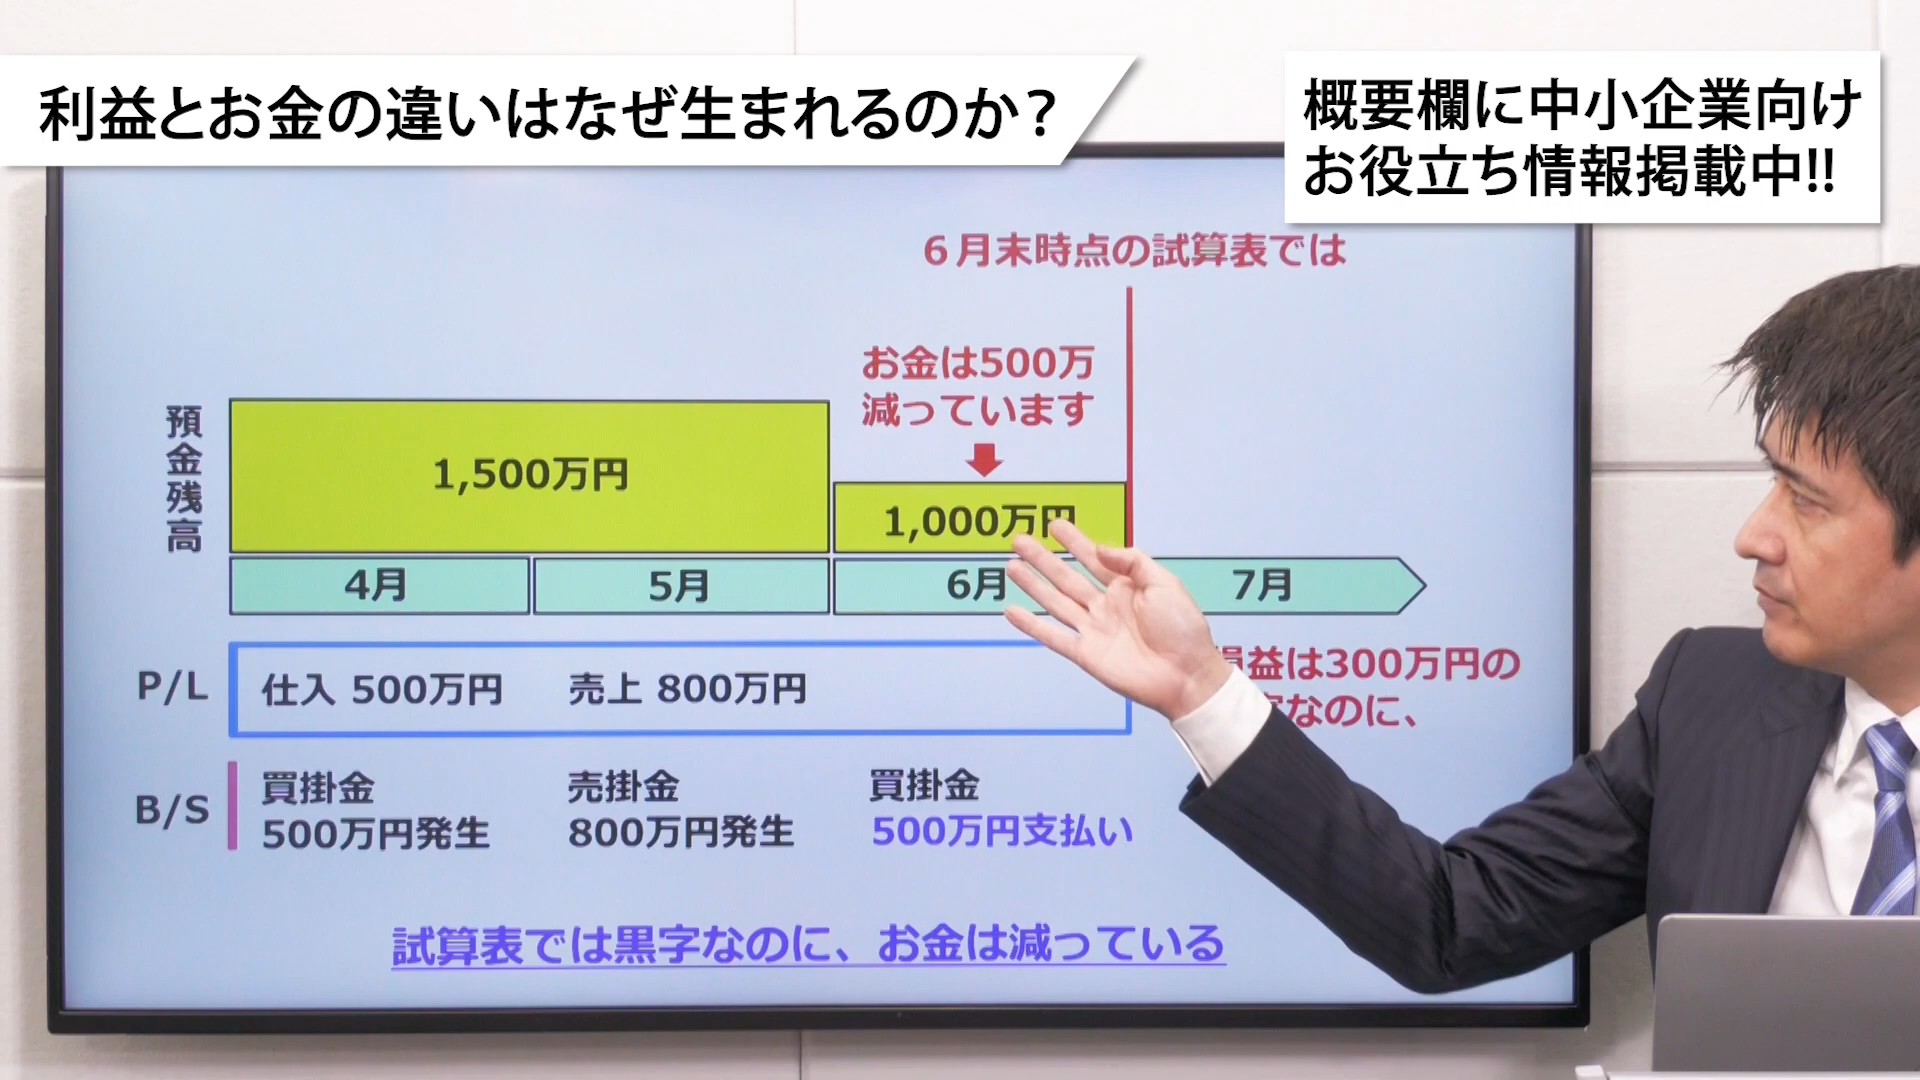 利益とお金の違いはなぜ生まれるのか？
概要欄に中小企業向け
お役立ち情報掲載中!!
６月末時点の試算表では
お金は500万
減っています
預金残高
1,500万円
1,000万円
4月
5月
6月
7月
P/L
仕入 500万円
売上 800万円
損益は300万円の
なのに、
B/S
買掛金
500万円発生
売掛金
800万円発生
買掛金
500万円支払い
試算表では黒字なのに、お金は減っている